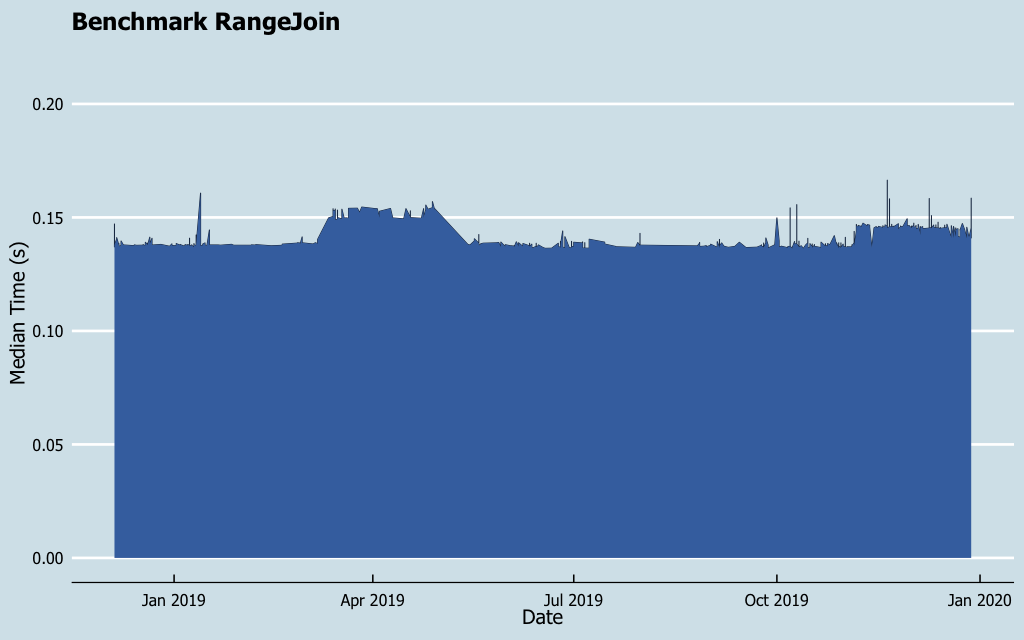 Benchmark RangeJoin
Median Time (s)
0.20
0.15
0.10
0.05
0.00
Jan 2019
Apr 2019
Jul 2019
Oct 2019
Jan 2020
Date